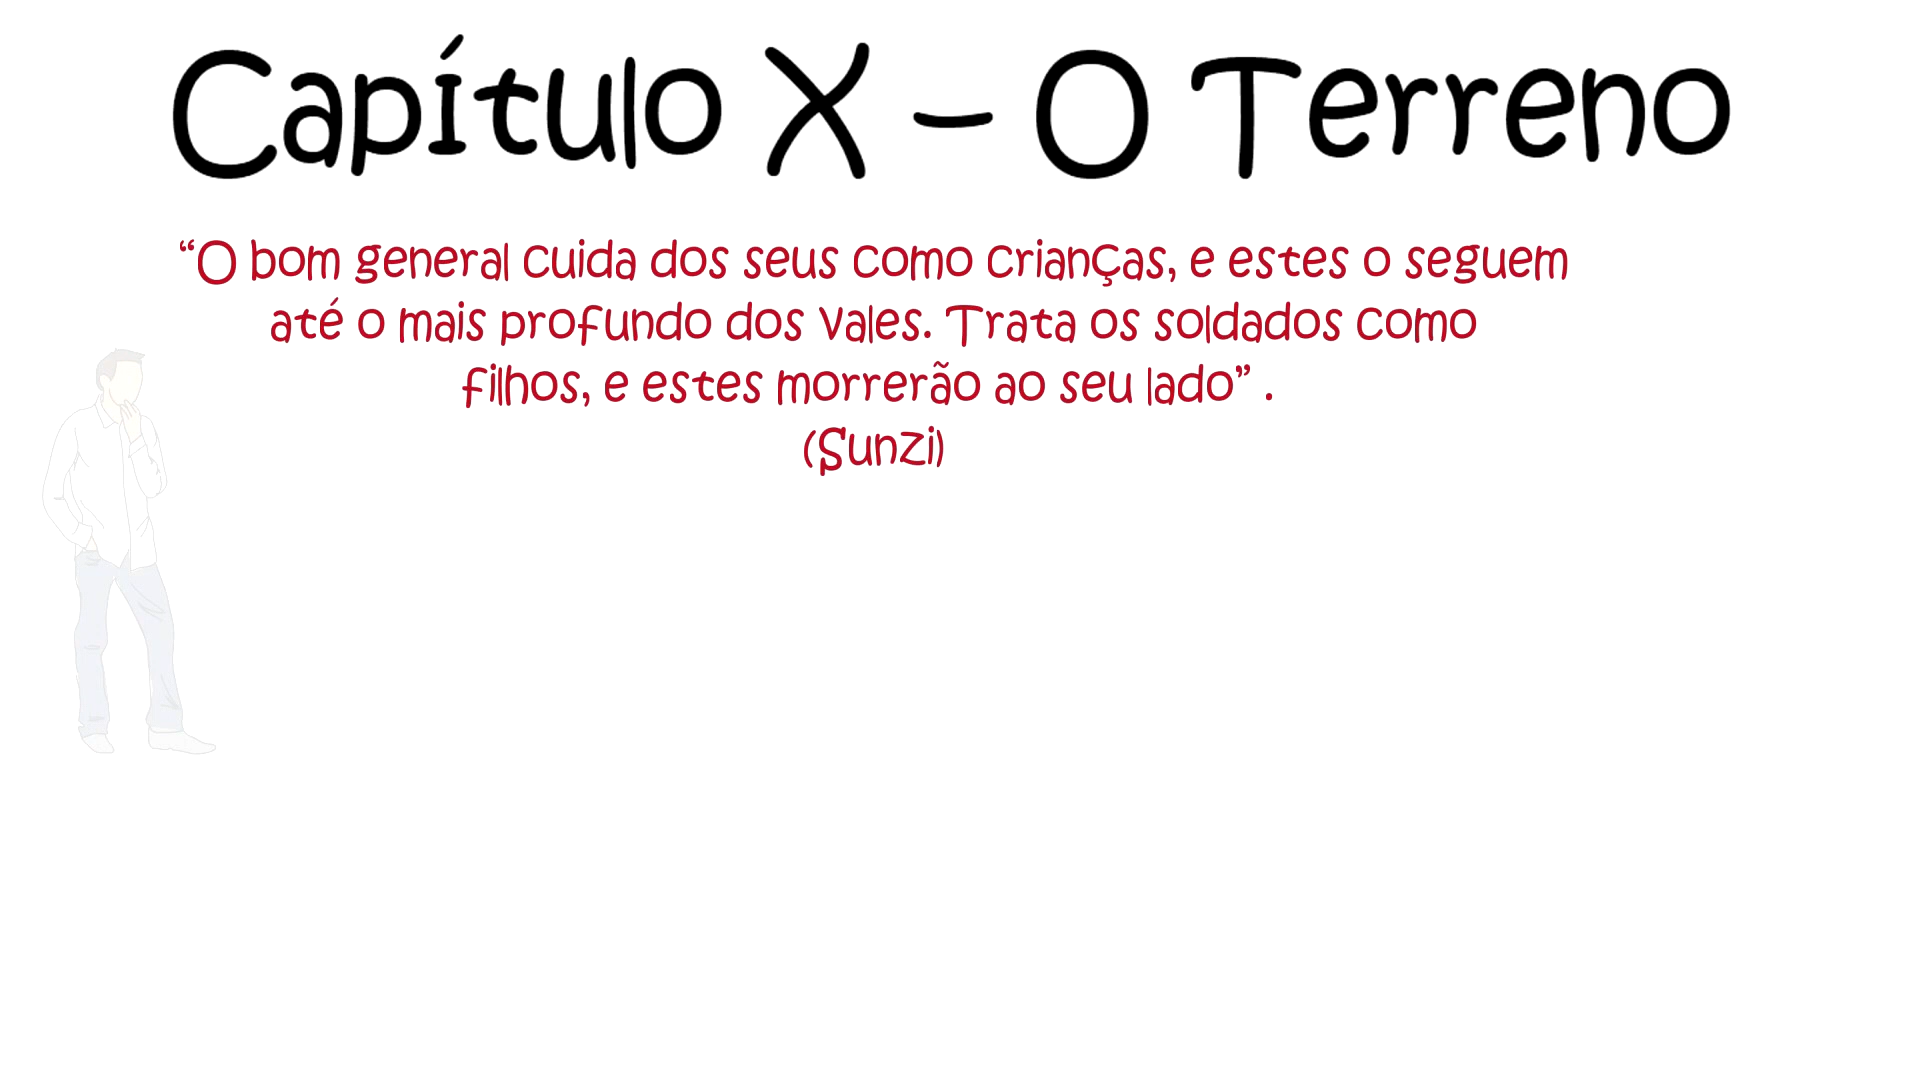 Capítulo X – O Terreno
“O bom general cuida dos seus como crianças, e estes o seguem
até o mais profundo dos vales. Trata os soldados como
filhos, e estes morrerão ao seu lado” .
(Sunzi)